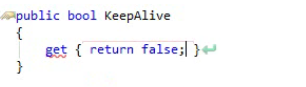 public bool KeepAlive
{
    get { return false; }
}